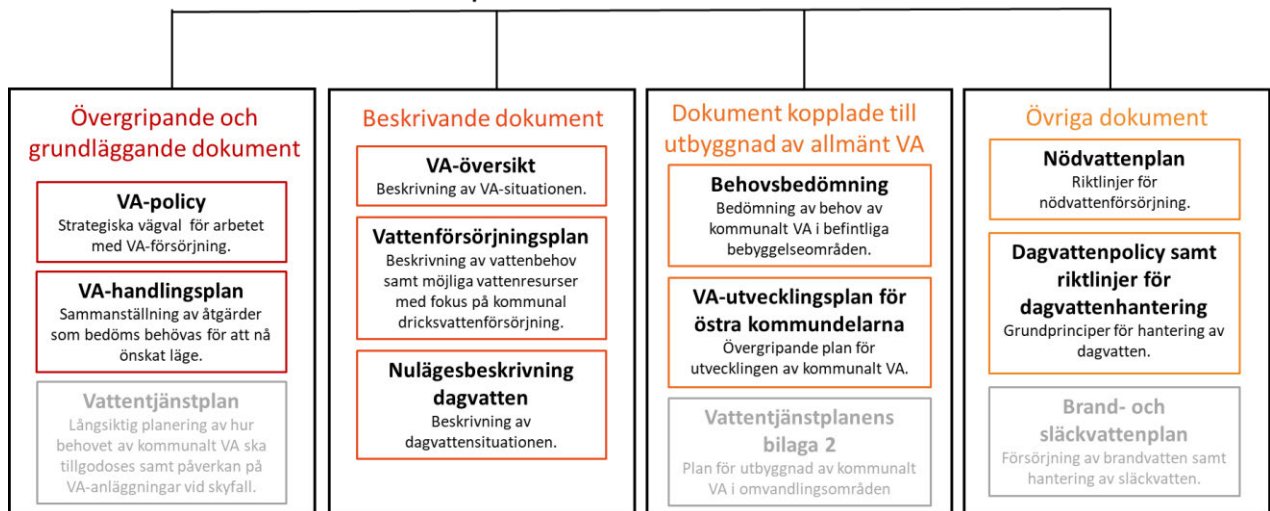 Övergripande och
grundläggande dokument
VA-policy
Strategiska vägval för arbetet
med VA-försörjning.
VA-handlingsplan
Sammanställning av åtgärder
som bedöms behövas för att nå
önskat läge.
Vattentjänstplan
Långsiktig planering av hur
behovet av kommunalt VA ska
tillgodoses samt påverkan på
VA-anläggningar vid skyfall.
Beskrivande dokument
VA-översikt
Beskrivning av VA-situationen.
Vattenförsörjningsplan
Beskrivning av vattenbehov
samt möjliga vattenresurser
med fokus på kommunal
dricksvattenförsörjning.
Nulägesbeskrivning
dagvatten
Beskrivning av
dagvattensituationen.
Dokument kopplade till
utbyggnad av allmänt VA
Behovsbedömning
Bedömning av behov av
kommunalt VA i befintliga
bebyggelseområden.
VA-utvecklingsplan för
östra kommundelarna
Övergripande plan för
utvecklingen av kommunalt VA.
Vattentjänstplanens
bilaga 2
Plan för utbyggnad av kommunalt
VA i omvandlingsområden
Övriga dokument
Nödvattenplan
Riktlinjer för
nödvattenförsörjning.
Dagvattenpolicy samt
riktlinjer för
dagvattenhantering
Grundprinciper för hantering av
dagvatten.
Brand- och
släckvattenplan
Försörjning av brandvatten samt
hantering av släckvatten.